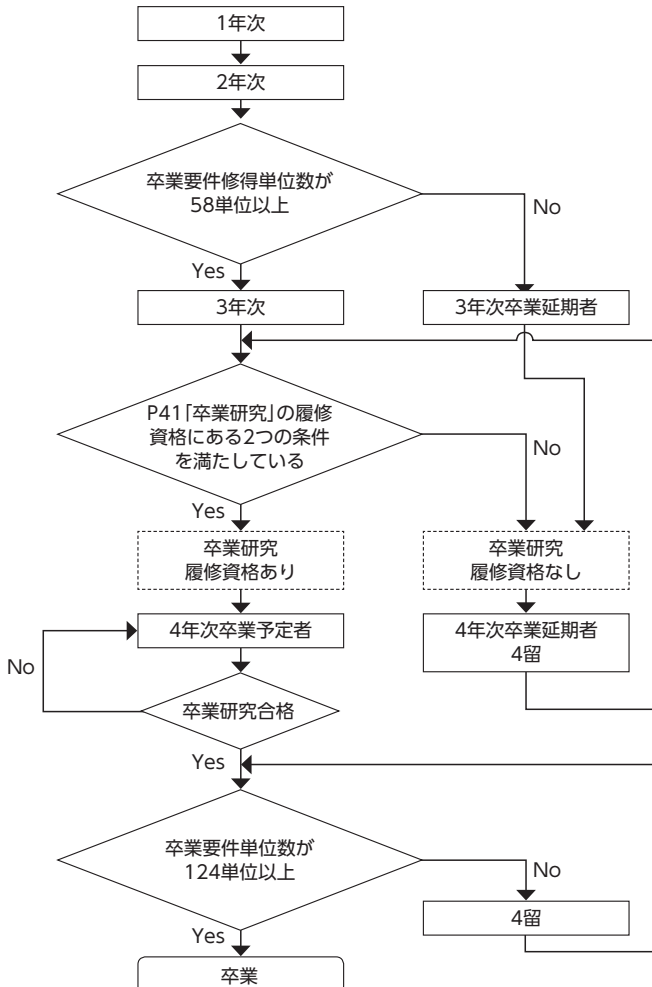 1年次
2年次
卒業要件修得単位数が
58単位以上
No
Yes
3年次
3年次卒業延期者
P41「卒業研究」の履修
資格にある2つの条件
を満たしている
No
Yes
卒業研究
履修資格あり
卒業研究
履修資格なし
4年次卒業予定者
4年次卒業延期者
4留
No
卒業研究合格
Yes
卒業要件単位数が
124単位以上
No
4留
Yes
卒業